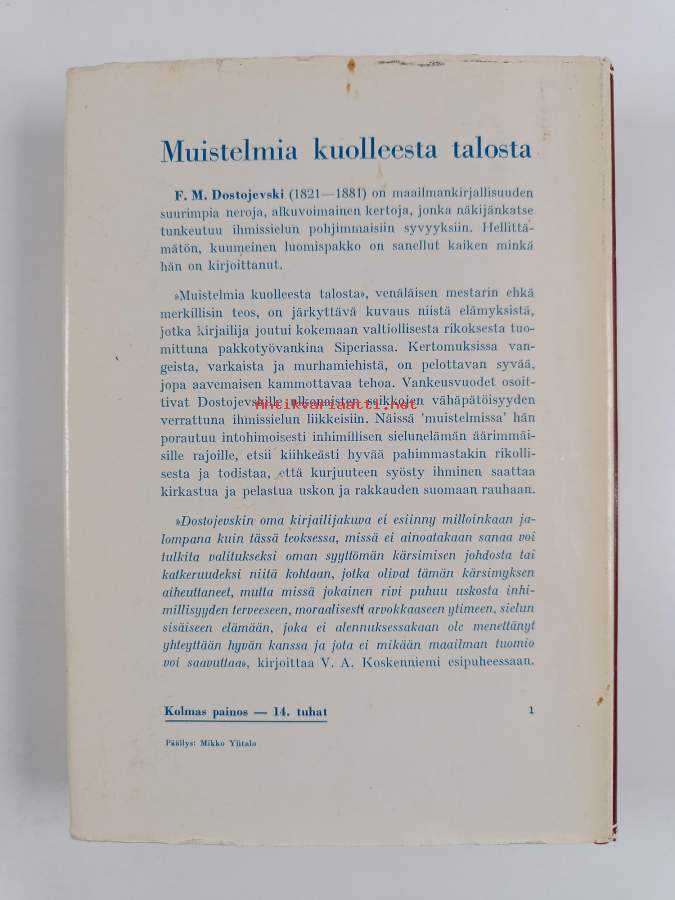 Muistelmia kuolleesta talosta
F. M. Dostojevski (1821—1881) on maailmankirjallisuuden
suurimpia neroja, alkuvoimainen kertoja, jonka näkijänkatse
tunkeutuu ihmissielun pohjimmaisiin syvyyksiin. Hellittä-
mätön, kuumeinen luomispakko on sanellut kaiken minkä
hän on kirjoittanut.
»Muistelmia kuolleesta talosta», venäläisen mestarin ehkä
merkillisin teos, on järkyttävä kuvaus niistä elämyksistä,
jotka kirjailija joutui kokemaan valtiollisesta rikoksesta tuo-
mittuna pakkotyövankina Siperiassa. Kertomuksissa van-
geista, varkaista ja murhamiehistä, on pelottavan syvää,
jopa aavemaisen kammottavaa tehoa. Vankeusvuodet osoit-
tivat Dostojevskille ulkonaisten seikkojen vähäpätöisyyden
Antikvariaatti.net
verrattuna ihmissielun liikkeisiin. Näissä 'muistelmissa' hän
porautuu intohimoisesti inhimillisen sielunelämän äärimmäi-
sille rajoille, etsii kiihkeästi hyvää pahimmastakin rikolli-
sesta ja todistaa, että kurjuuteen syösty ihminen saattaa
kirkastua ja pelastua uskon ja rakkauden suomaan rauhaan.
»Dostojevskin oma kirjailijakuva ei esiinny milloinkaan ja-
lompana kuin tässä teoksessa, missä ei ainoatakaan sanaa voi
tulkita valitukseksi oman syyttömän kärsimisen johdosta tai
katkeruudeksi niitä kohtaan, jotka olivat tämän kärsimyksen
aiheuttaneet, mutta missä jokainen rivi puhuu uskosta inhi-
millisyyden terveeseen, moraalisesti arvokkaaseen ytimeen, sielun
sisäiseen elämään, joka ei alennuksessakaan ole menettänyt
yhteyttään hyvän kanssa ja jota ei mikään maailman tuomio
voi saavuttaa», kirjoittaa V. A. Koskenniemi esipuheessaan.
Kolmas painos — 14. tuhat 1
Päällys: Mikko Ylitalo